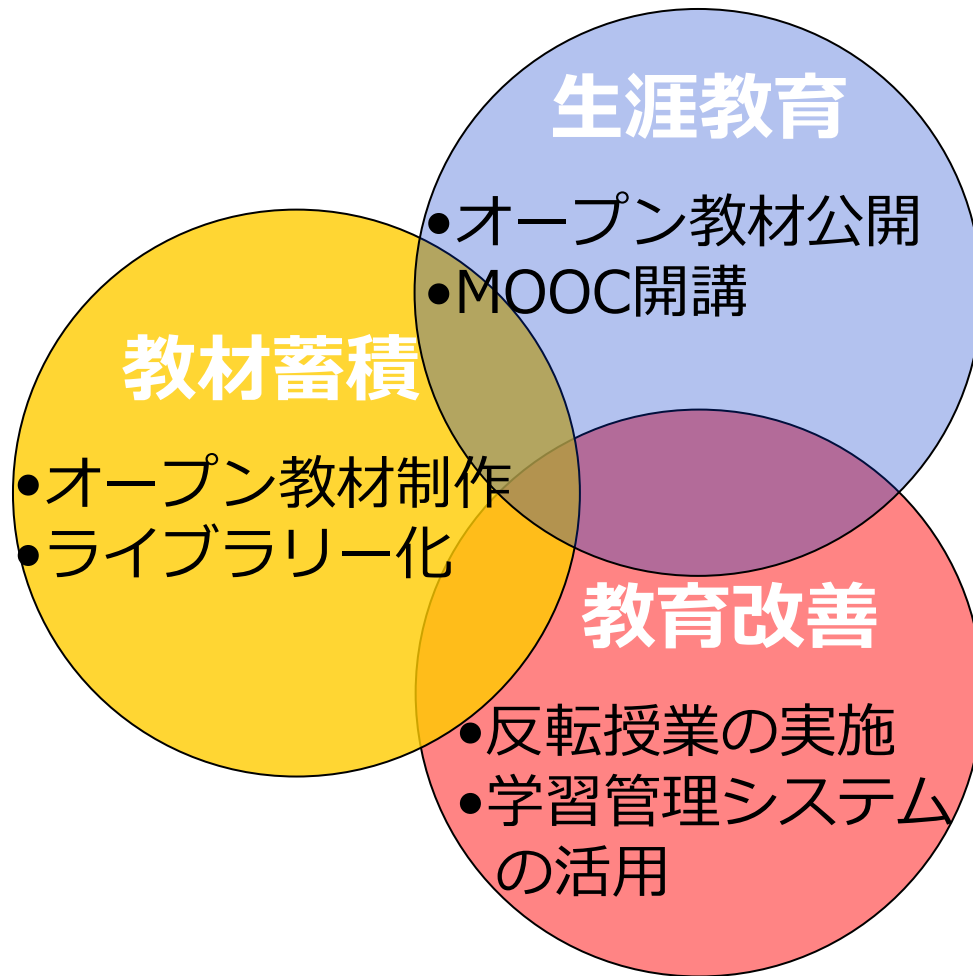 生涯教育
•オープン教材公開
•MOOC開講
教材蓄積
•オープン教材制作
•ライブラリー化
教育改善
•反転授業の実施
•学習管理システム
の活用